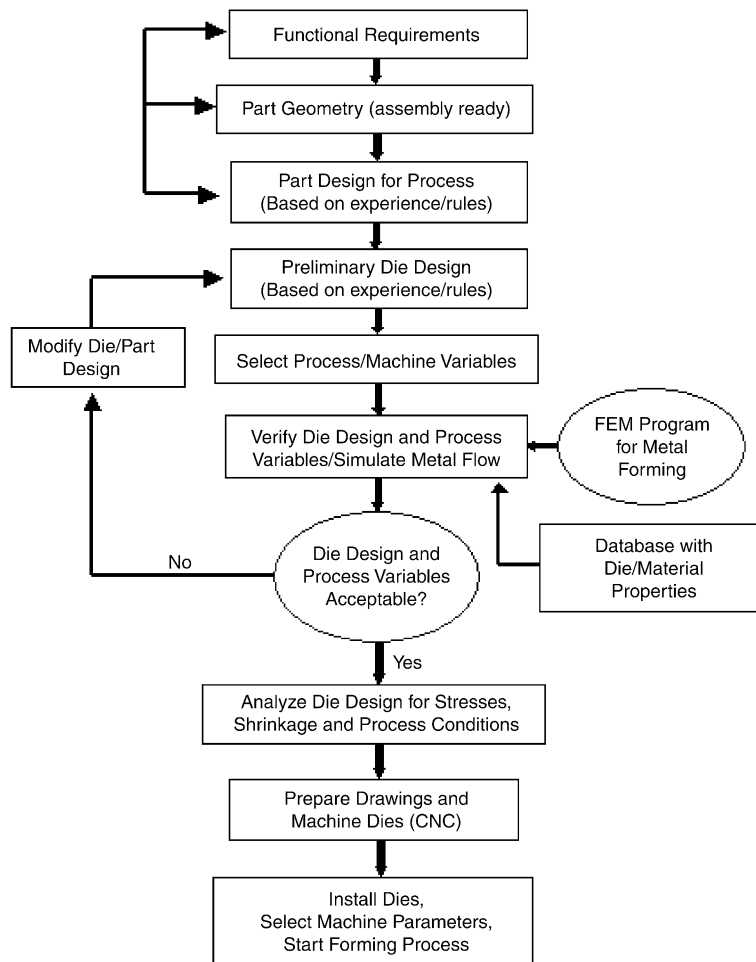 Functional Requirements
Part Geometry (assembly ready)
Part Design for Process
(Based on experience/rules)
Preliminary Die Design
(Based on experience/rules)
Modify Die/Part
Design
Select Process/Machine Variables
Verify Die Design and Process
Variables/Simulate Metal Flow
FEM Program
for Metal
Forming
Database with
Die/Material
Properties
Die Design and
Process Variables
Acceptable?
No
Yes
Analyze Die Design for Stresses,
Shrinkage and Process Conditions
Prepare Drawings and
Machine Dies (CNC)
Install Dies,
Select Machine Parameters,
Start Forming Process